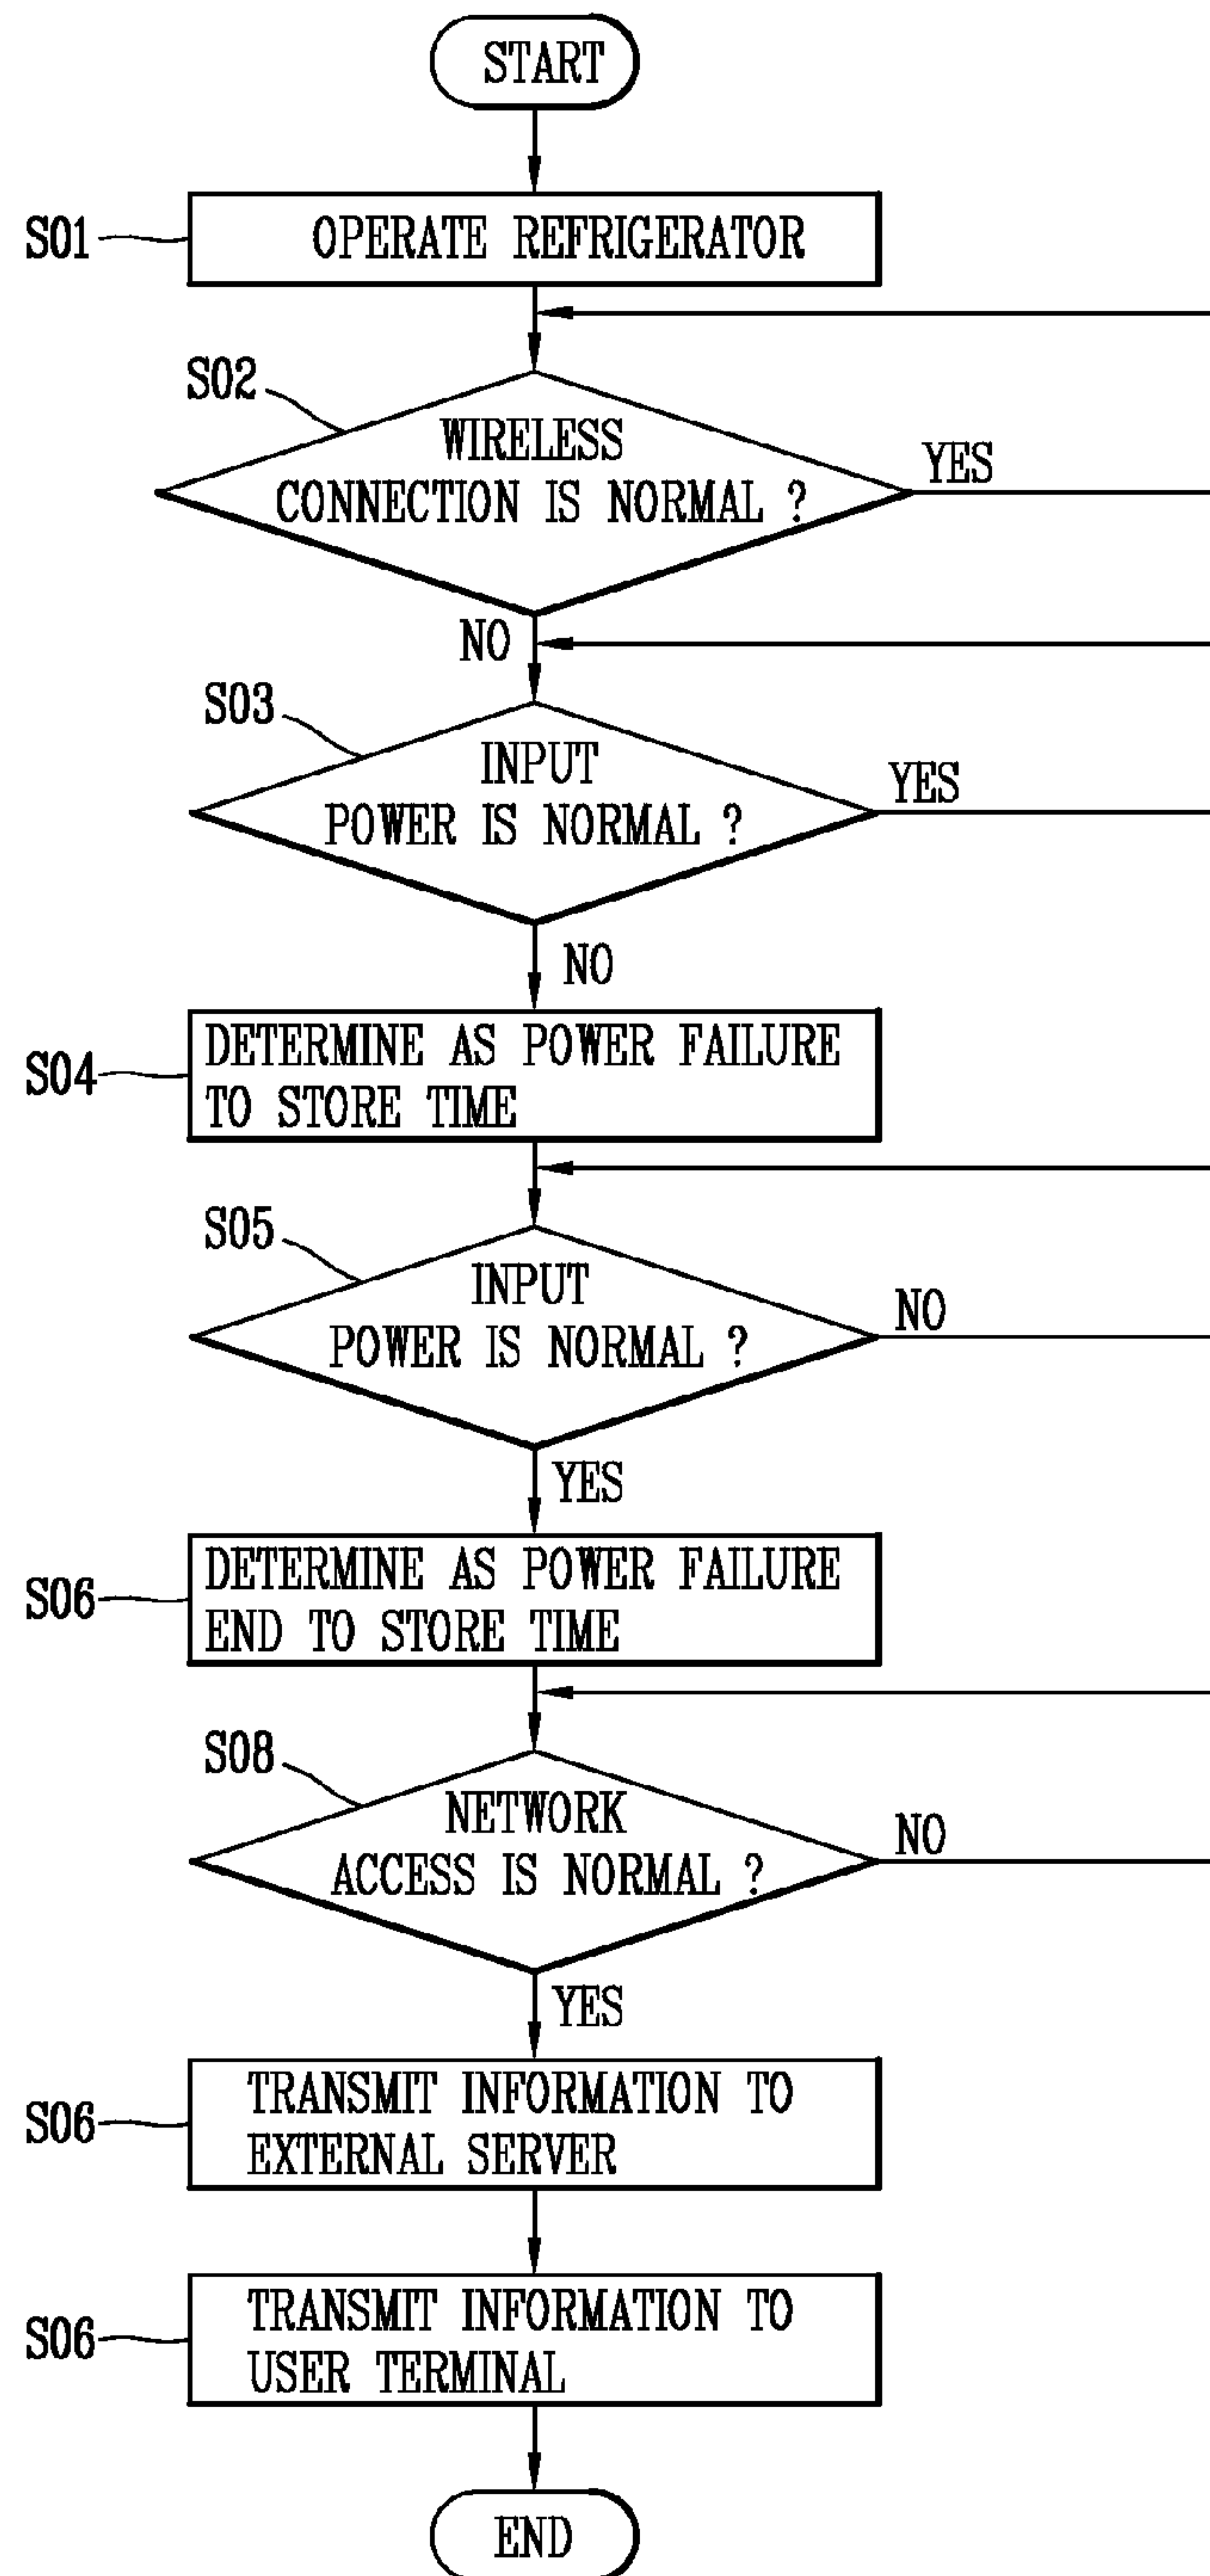 START
S01
OPERATE REFRIGERATOR
S02
WIRELESS
CONNECTION IS NORMAL ?
YES
NO
S03
INPUT
POWER IS NORMAL ?
YES
NO
S04
DETERMINE AS POWER FAILURE
TO STORE TIME
S05
INPUT
POWER IS NORMAL ?
NO
YES
S06
DETERMINE AS POWER FAILURE
END TO STORE TIME
S08
NETWORK
ACCESS IS NORMAL ?
NO
YES
S06
TRANSMIT INFORMATION TO
EXTERNAL SERVER
S06
TRANSMIT INFORMATION TO
USER TERMINAL
END